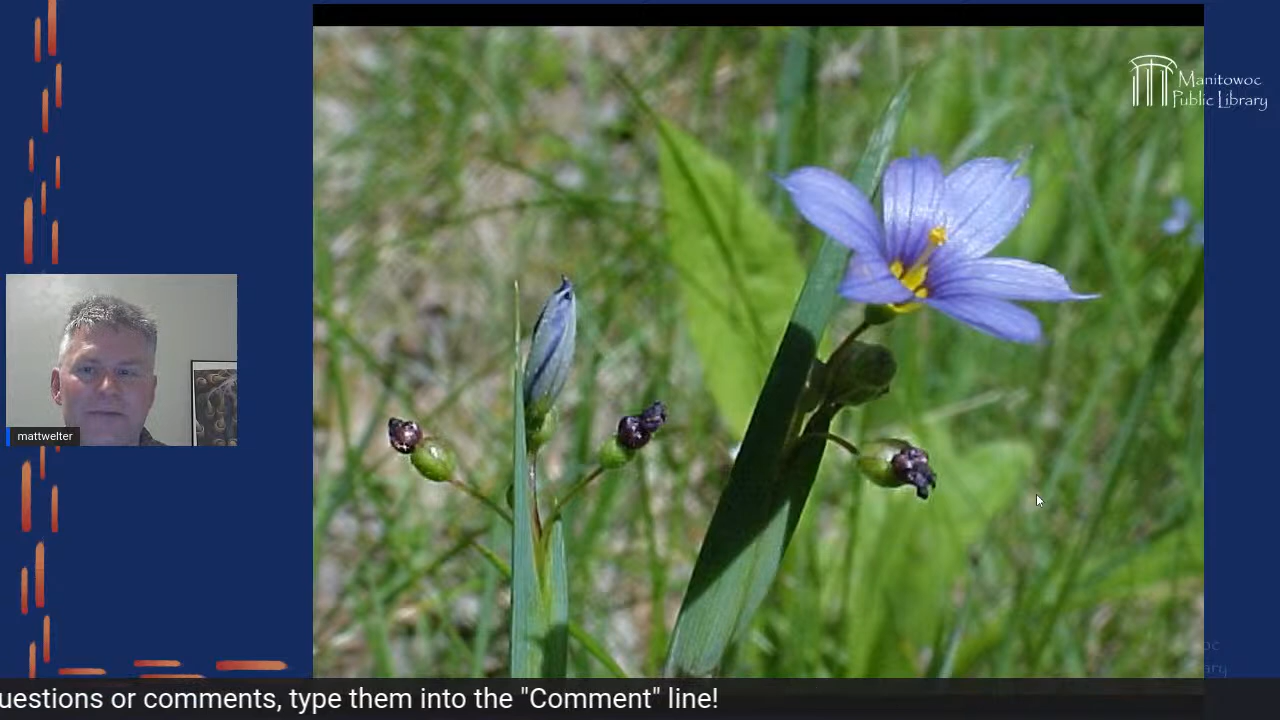 Manitowoc
Public Library
mattwelter
uestions or comments, type them into the "Comment" line!